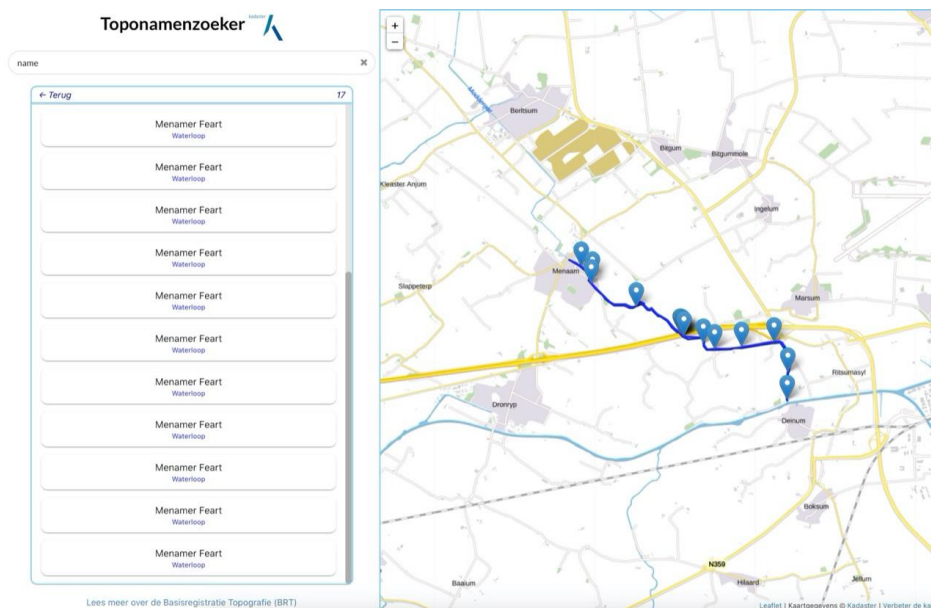 Toponamenzoeker
kadaster
name
← Terug
17
Menamer Feart
Waterloop
Menamer Feart
Waterloop
Menamer Feart
Waterloop
Menamer Feart
Waterloop
Menamer Feart
Waterloop
Menamer Feart
Waterloop
Menamer Feart
Waterloop
Menamer Feart
Waterloop
Menamer Feart
Waterloop
Menamer Feart
Waterloop
Menamer Feart
Waterloop
Lees meer over de Basisregistratie Topografie (BRT)
+
−
Berltsum
Bitgum
Bitgummole
Kleaster Anjum
Ingelum
Menaam
Slappeterp
Marsum
Ritsumasyl
Dronryp
Deinum
Boksum
N359
Baaium
Hilaard
Jellum
Leaflet | Kaartgegevens © Kadaster | Verbeter de ka